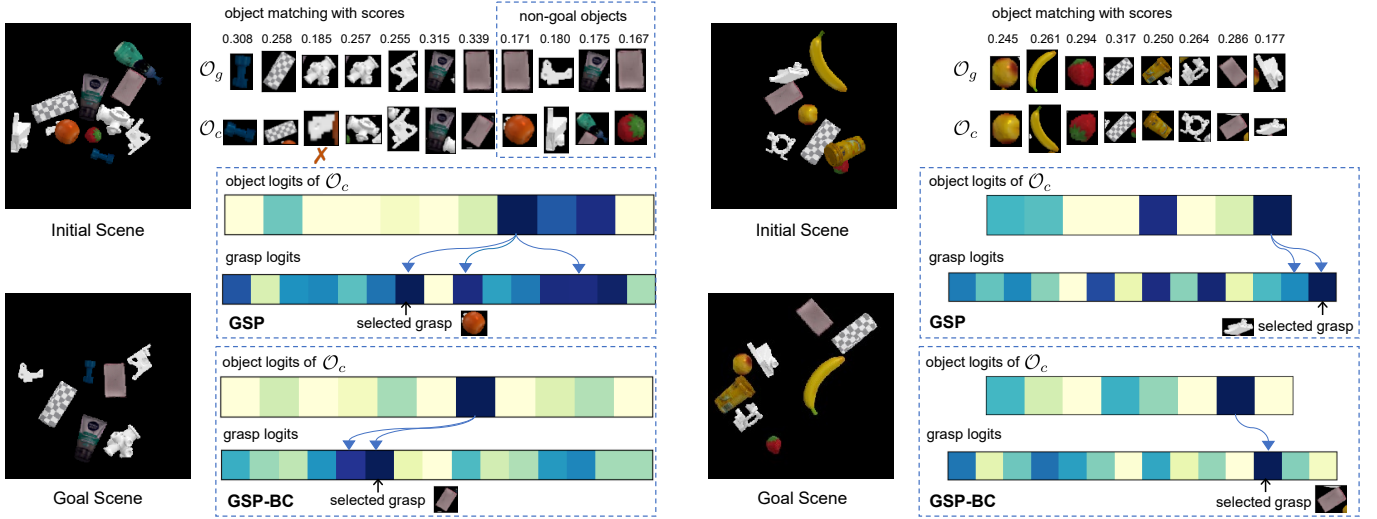 object matching with scores
non-goal objects
0.308 0.258 0.185 0.257 0.255 0.315 0.339 0.171 0.180 0.175 0.167
𝒪g
𝒪c
✗
Initial Scene
object logits of 𝒪c
grasp logits
GSP
selected grasp
object logits of 𝒪c
grasp logits
GSP-BC
selected grasp
Goal Scene
NIVEA
object matching with scores
0.245 0.261 0.294 0.317 0.250 0.264 0.286 0.177
𝒪g
𝒪c
Initial Scene
object logits of 𝒪c
grasp logits
GSP
selected grasp
object logits of 𝒪c
grasp logits
GSP-BC
selected grasp
Goal Scene